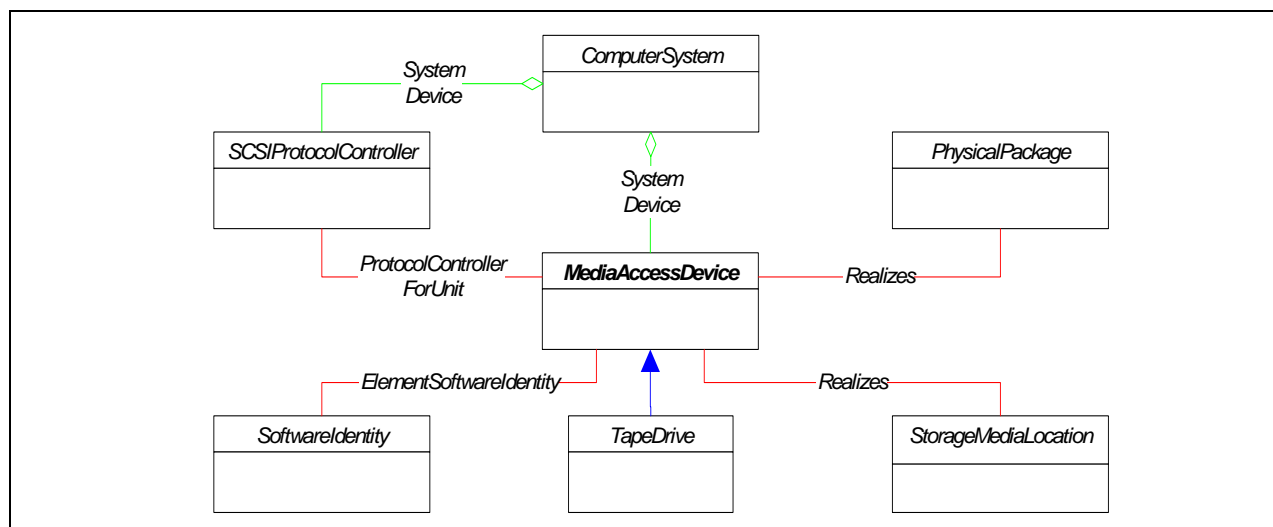 ComputerSystem
System
Device
SCSIProtocolController
PhysicalPackage
System
Device
ProtocolController
ForUnit
MediaAccessDevice
Realizes
ElementSoftwareIdentity
Realizes
SoftwareIdentity
TapeDrive
StorageMediaLocation